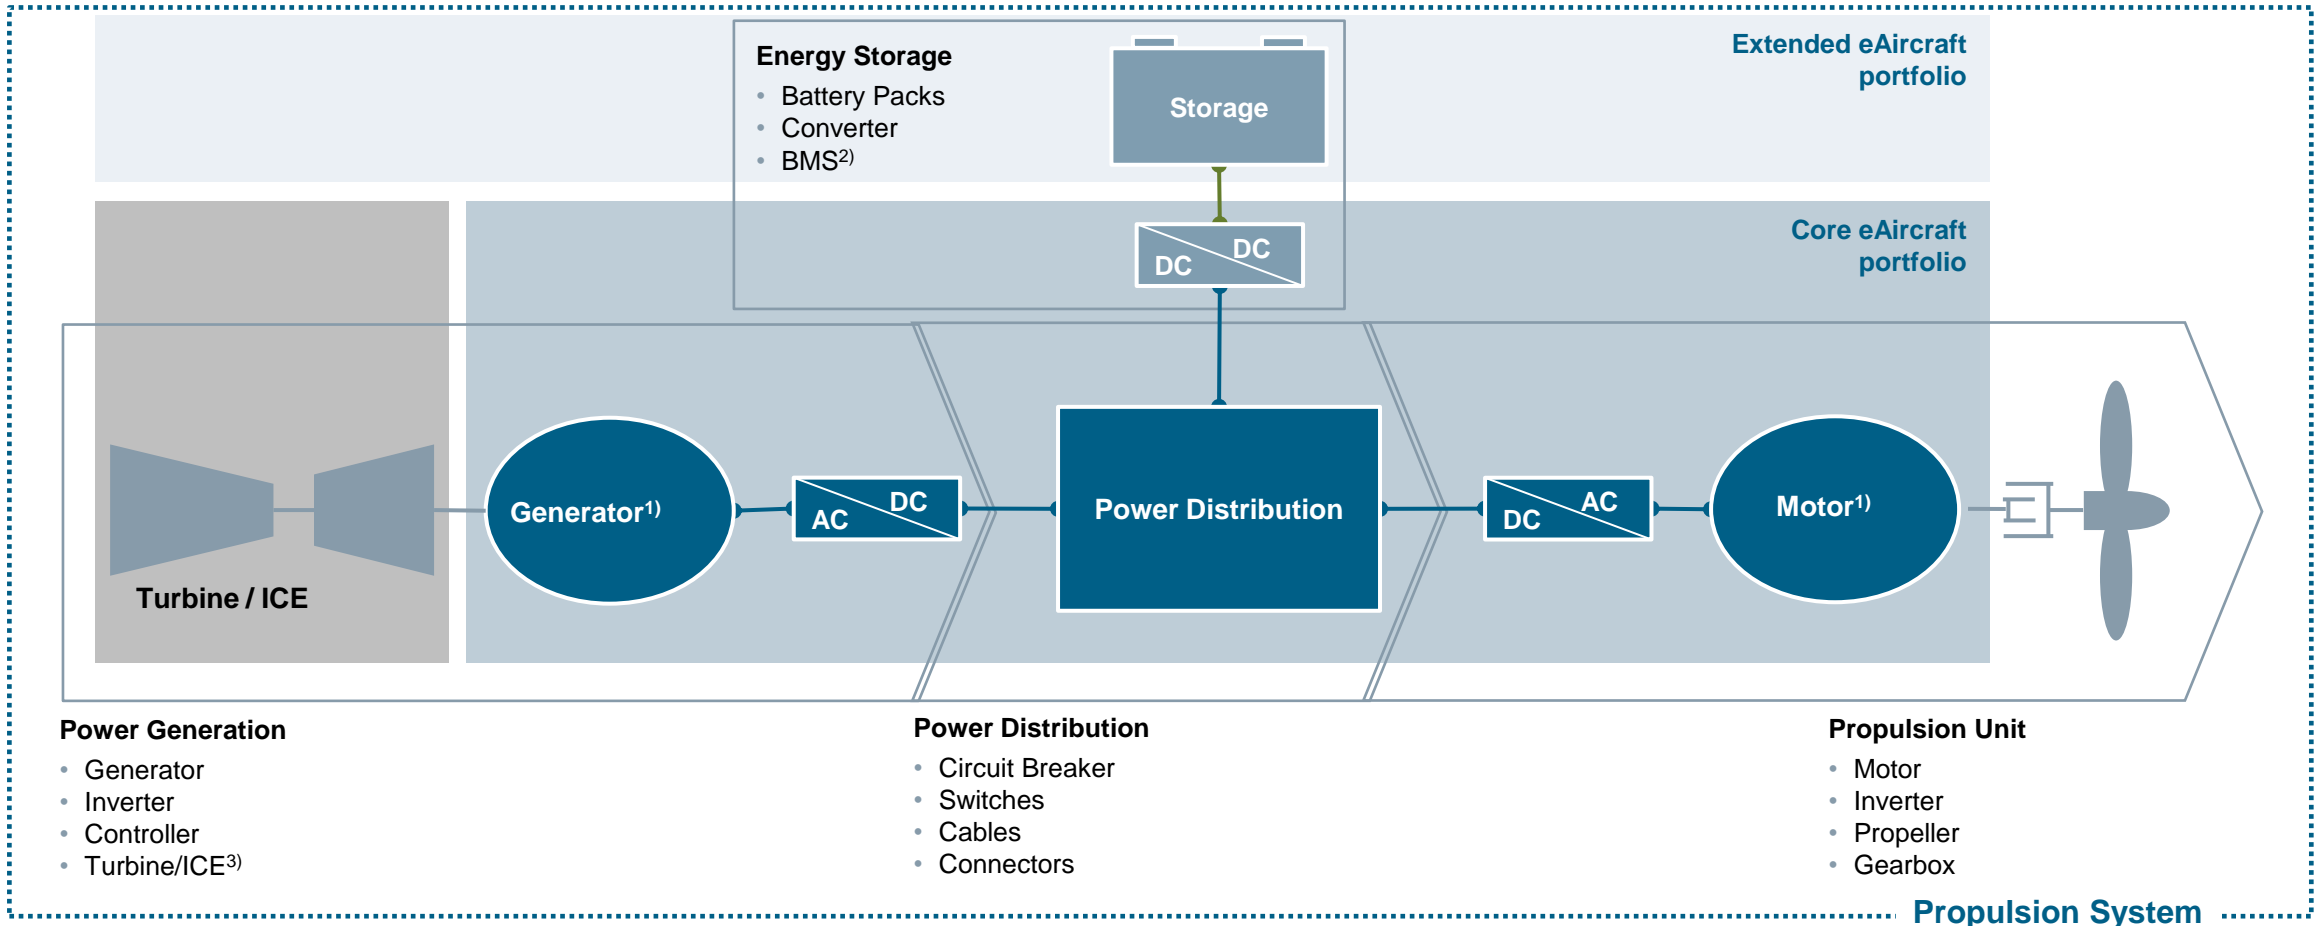 Energy Storage
• Battery Packs
• Converter
• BMS2)
Storage
Extended eAircraft
portfolio
DC
DC
Core eAircraft
portfolio
Turbine / ICE
Generator1)
AC
DC
Power Distribution
DC
AC
Motor1)
Power Generation
• Generator
• Inverter
• Controller
• Turbine/ICE3)
Power Distribution
• Circuit Breaker
• Switches
• Cables
• Connectors
Propulsion Unit
• Motor
• Inverter
• Propeller
• Gearbox
Propulsion System